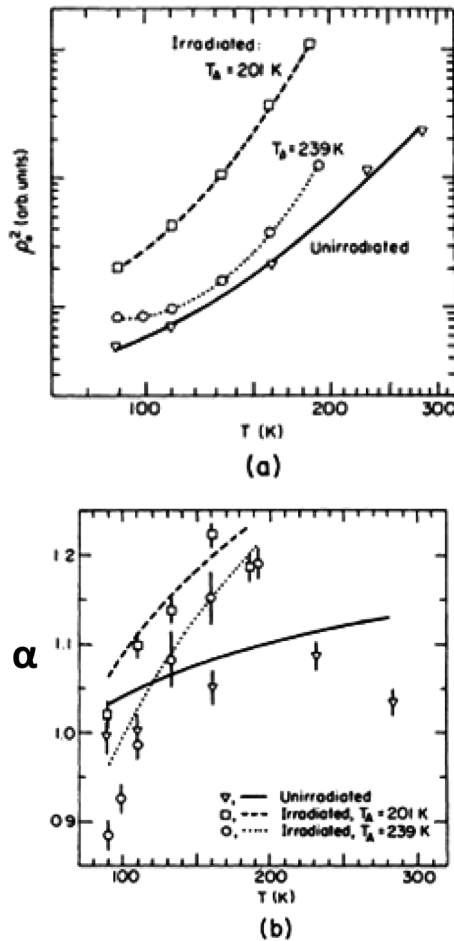 Irradiated:
T_A = 201 K
T_A = 239 K
Unirradiated
ρ_e² (arb. units)
100
200
300
T (K)
(a)
1.2
1.1
1.0
0.9
α
▽, — Unirradiated
□, --- Irradiated, T_A = 201 K
○, ······ Irradiated, T_A = 239 K
100
200
300
T (K)
(b)